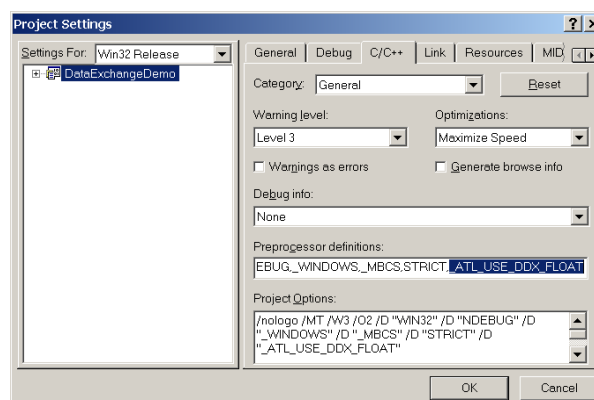 Project Settings
Settings For: Win32 Release
DataExchangeDemo
General Debug C/C++ Link Resources MID
Category: General Reset
Warning level: Optimizations:
Level 3 Maximize Speed
Warnings as errors Generate browse info
Debug info:
None
Preprocessor definitions:
EBUG,_WINDOWS,_MBCS,STRICT,_ATL_USE_DDX_FLOAT
Project Options:
/nologo /MT /W3 /O2 /D "WIN32" /D "NDEBUG" /D
"_WINDOWS" /D "_MBCS" /D "STRICT" /D
"_ATL_USE_DDX_FLOAT"
OK Cancel